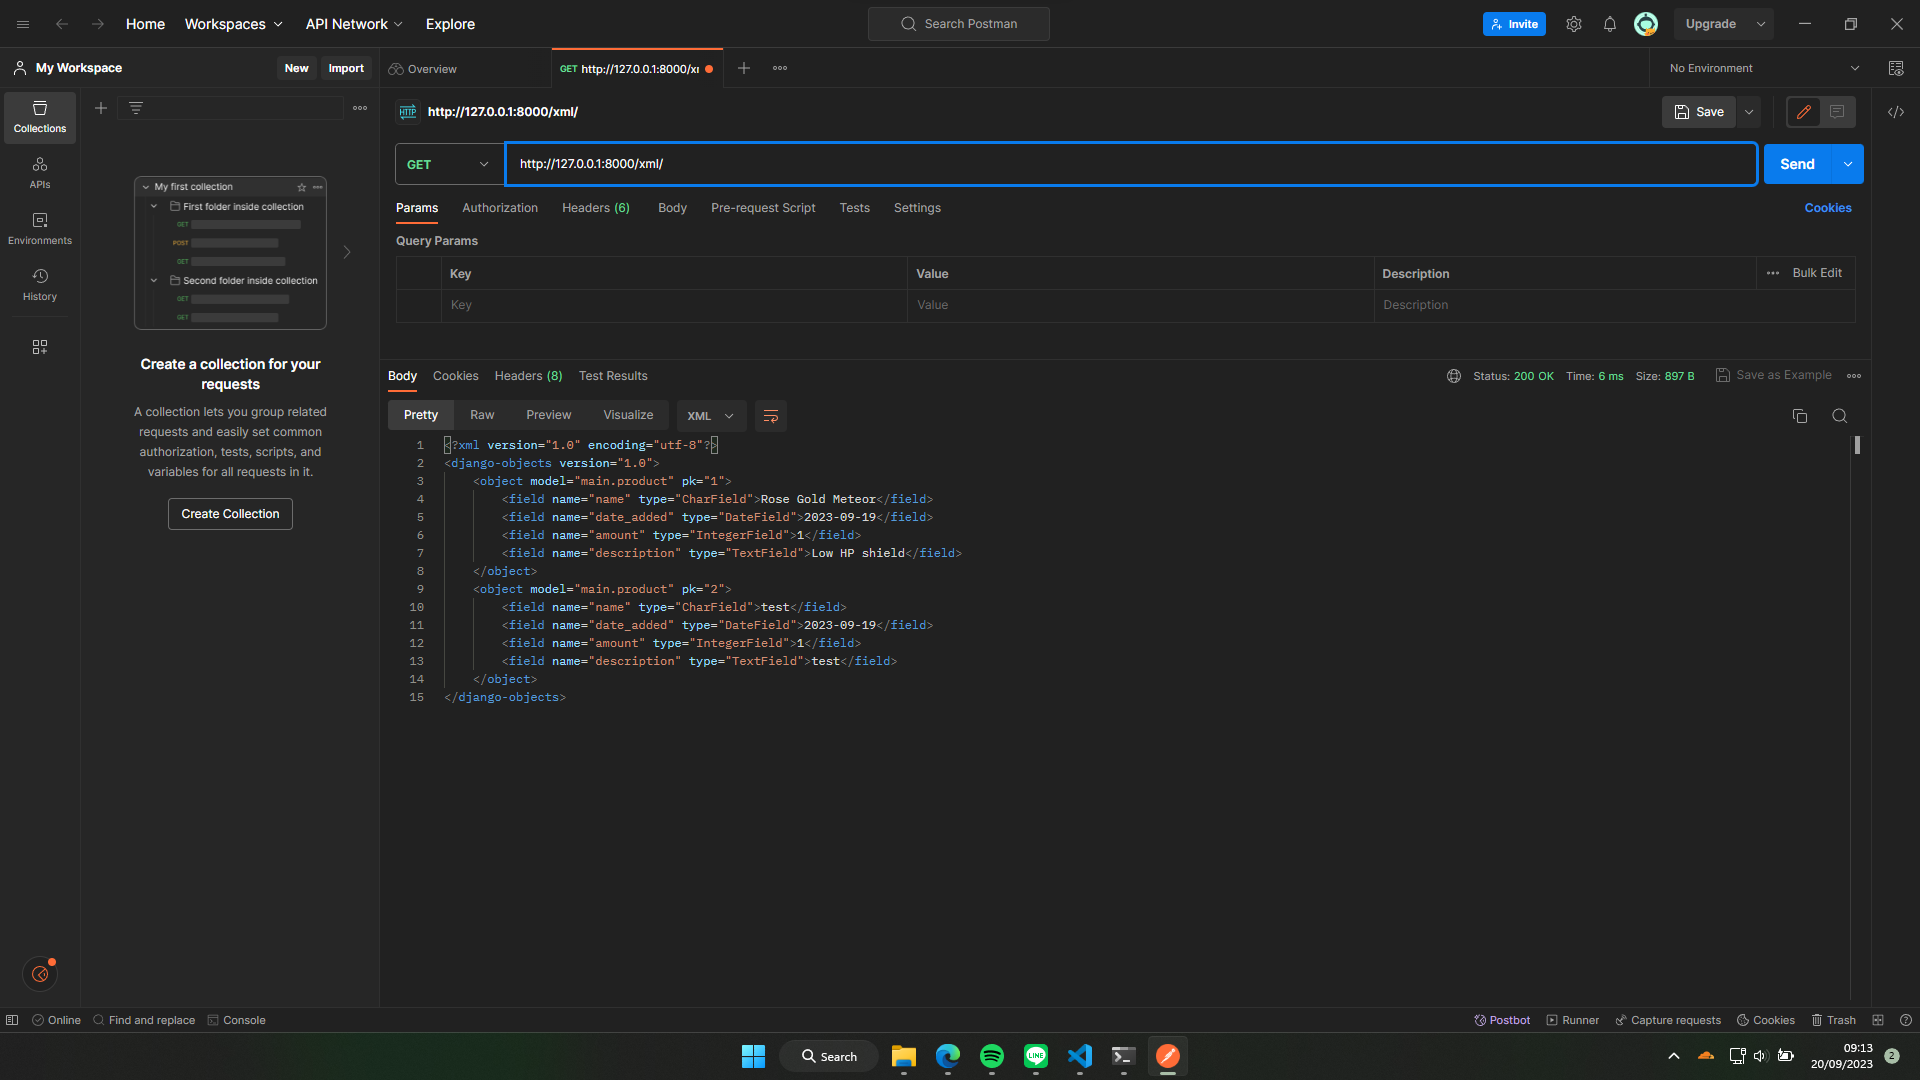 Home Workspaces API Network Explore Search Postman Invite Upgrade
My Workspace New Import Overview GET http://127.0.0.1:8000/xı No Environment
Collections
APIs
Environments
History
My first collection
First folder inside collection
GET
POST
GET
Second folder inside collection
GET
GET
Create a collection for your
requests
A collection lets you group related
requests and easily set common
authorization, tests, scripts, and
variables for all requests in it.
Create Collection
HTTP http://127.0.0.1:8000/xml/ Save
GET http://127.0.0.1:8000/xml/ Send
Params Authorization Headers (6) Body Pre-request Script Tests Settings Cookies
Query Params
Key Value Description Bulk Edit
Key Value Description
Body Cookies Headers (8) Test Results Status: 200 OK Time: 6 ms Size: 897 B Save as Example
Pretty Raw Preview Visualize XML
1 <?xml version="1.0" encoding="utf-8"?>
2 <django-objects version="1.0">
3 <object model="main.product" pk="1">
4 <field name="name" type="CharField">Rose Gold Meteor</field>
5 <field name="date_added" type="DateField">2023-09-19</field>
6 <field name="amount" type="IntegerField">1</field>
7 <field name="description" type="TextField">Low HP shield</field>
8 </object>
9 <object model="main.product" pk="2">
10 <field name="name" type="CharField">test</field>
11 <field name="date_added" type="DateField">2023-09-19</field>
12 <field name="amount" type="IntegerField">1</field>
13 <field name="description" type="TextField">test</field>
14 </object>
15 </django-objects>
Online Find and replace Console Postbot Runner Capture requests Cookies Trash
Search LINE 09:13
20/09/2023 2